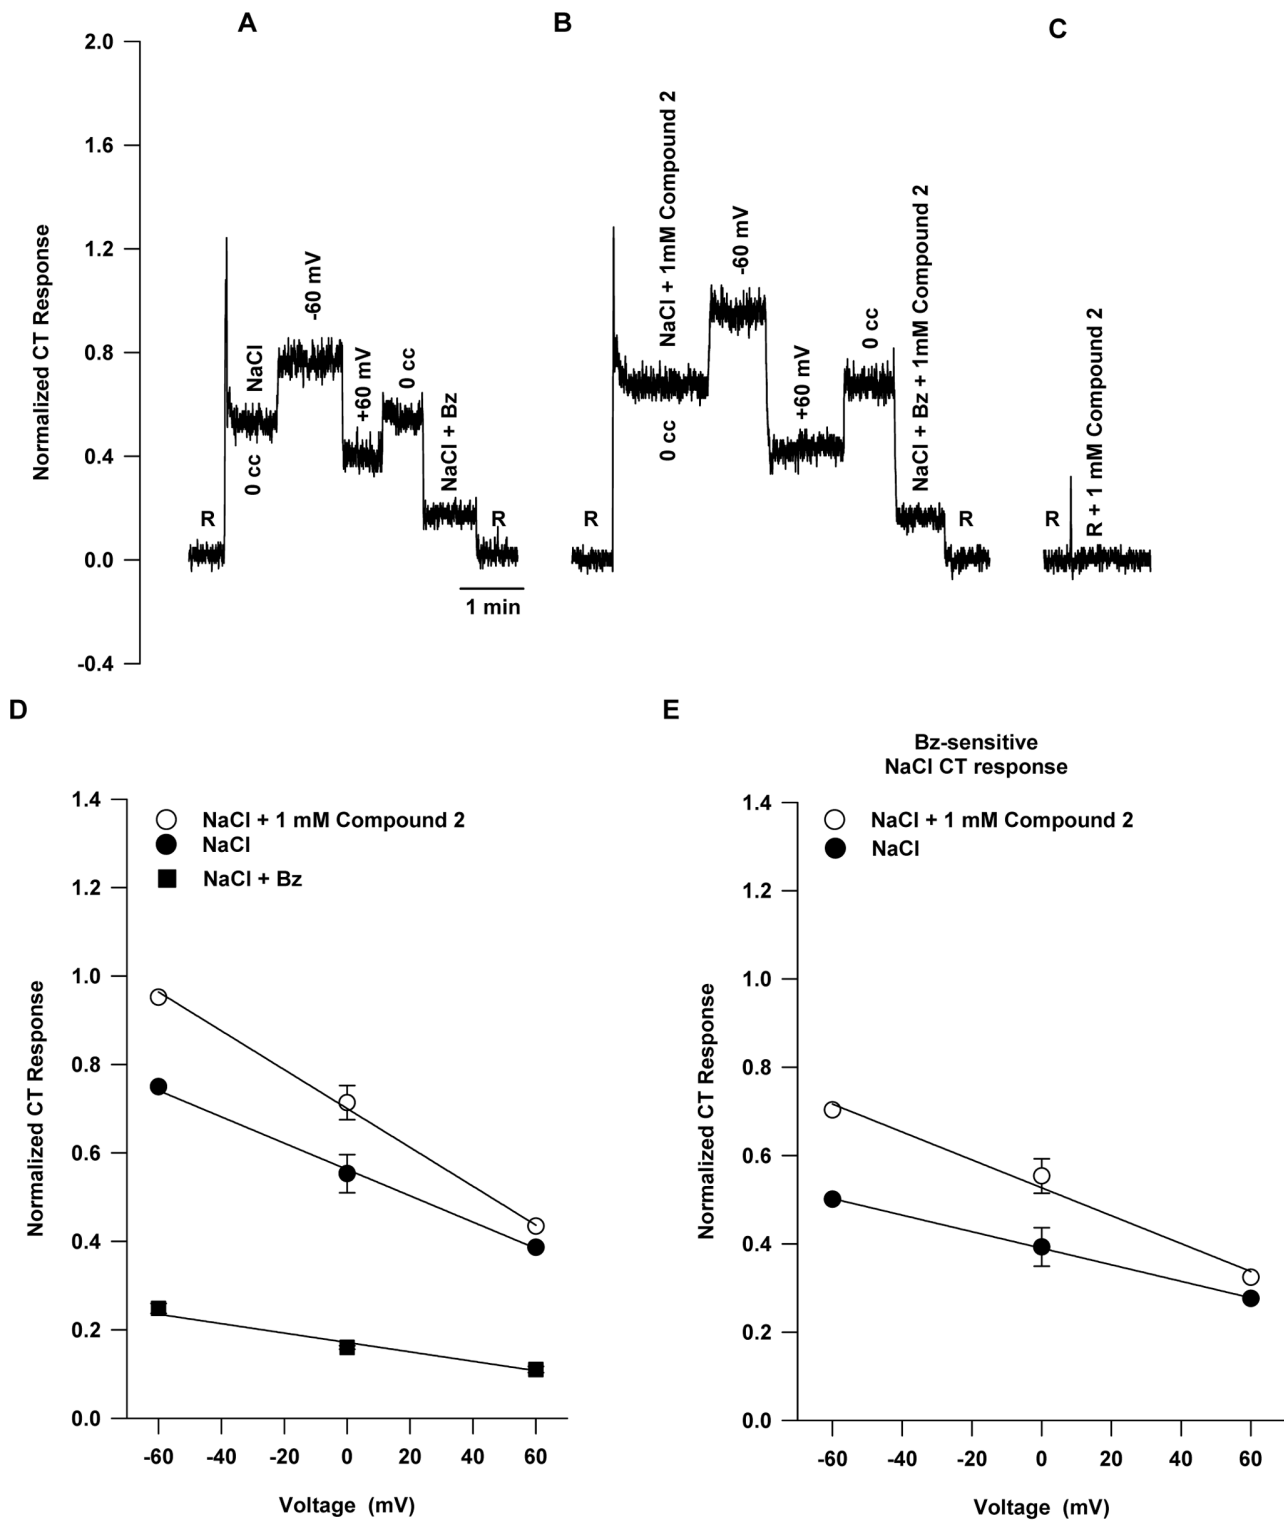 A
B
C
Normalized CT Response
2.0
1.6
1.2
0.8
0.4
0.0
-0.4
R
0 cc
NaCl
-60 mV
+60 mV
0 cc
NaCl + Bz
R
1 min
R
NaCl + 1mM Compound 2
0 cc
-60 mV
+60 mV
0 cc
NaCl + Bz + 1mM Compound 2
R
R
R + 1 mM Compound 2
D
NaCl + 1 mM Compound 2
NaCl
NaCl + Bz
Normalized CT Response
1.4
1.2
1.0
0.8
0.6
0.4
0.2
0.0
-60
-40
-20
0
20
40
60
Voltage (mV)
E
Bz-sensitive
NaCl CT response
NaCl + 1 mM Compound 2
NaCl
Normalized CT Response
1.4
1.2
1.0
0.8
0.6
0.4
0.2
0.0
-60
-40
-20
0
20
40
60
Voltage (mV)